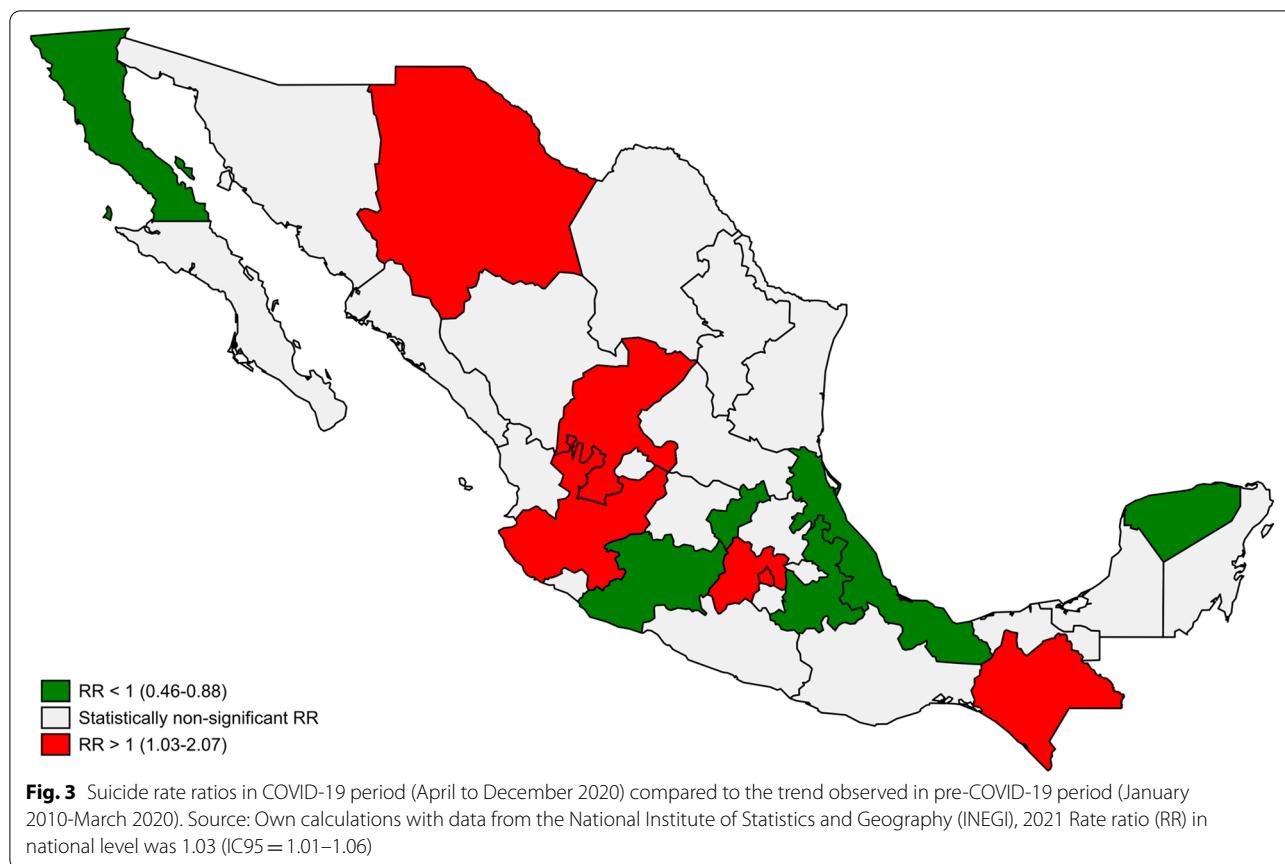 RR < 1 (0.46-0.88)
Statistically non-significant RR
RR > 1 (1.03-2.07)
Fig. 3 Suicide rate ratios in COVID-19 period (April to December 2020) compared to the trend observed in pre-COVID-19 period (January
2010-March 2020). Source: Own calculations with data from the National Institute of Statistics and Geography (INEGI), 2021 Rate ratio (RR) in
national level was 1.03 (IC95 = 1.01–1.06)